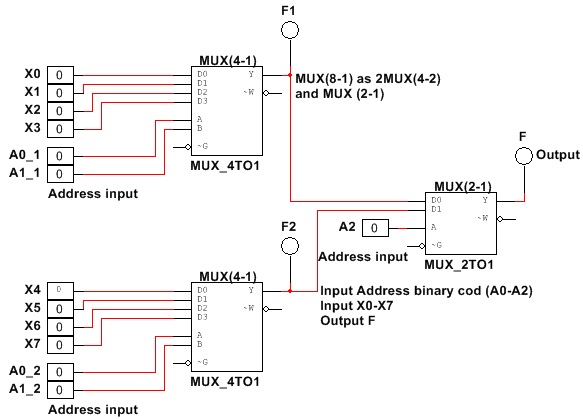 F1
MUX(4-1)
X0 0 D0 Y
X1 0 D1
X2 0 D2 ~W
X3 0 D3
A0_1 0 A
A1_1 0 B
~G
MUX_4TO1
Address input
MUX(8-1) as 2MUX(4-2)
and MUX (2-1)
F
Output
MUX(2-1)
D0 Y
D1
~W
A2 0 A
~G
Address input
MUX_2TO1
F2
MUX(4-1)
X4 0 D0 Y
X5 0 D1
X6 0 D2 ~W
X7 0 D3
A0_2 0 A
A1_2 0 B
~G
MUX_4TO1
Address input
Input Address binary cod (A0-A2)
Input X0-X7
Output F